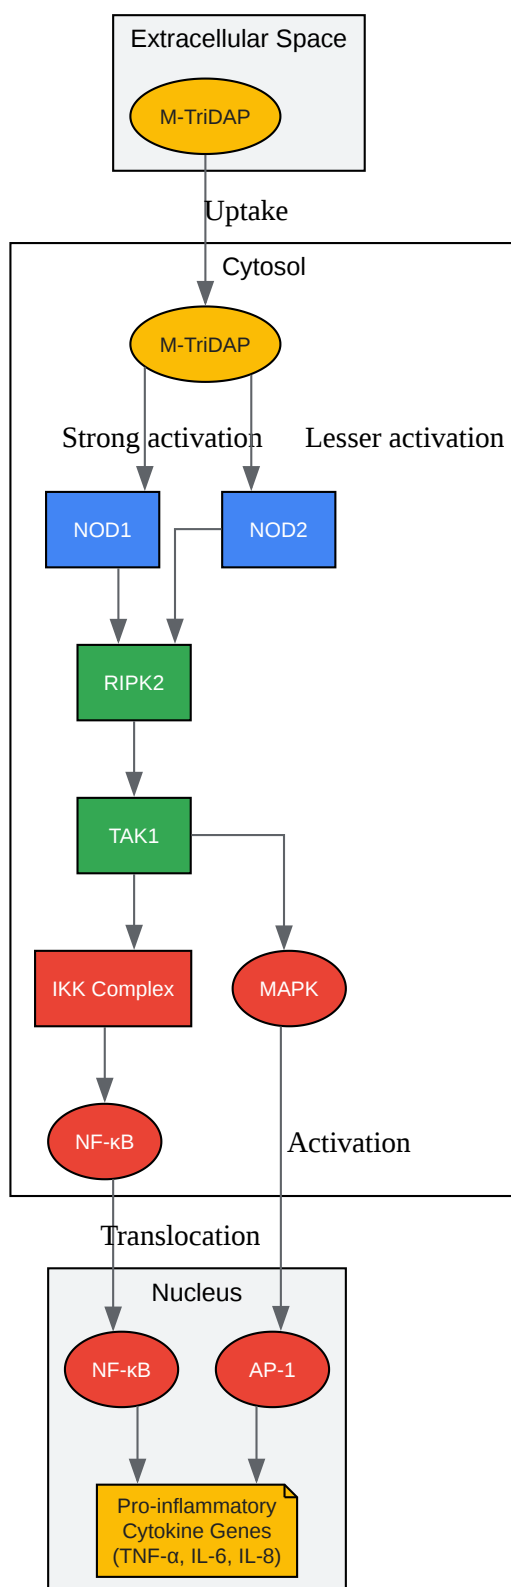 Extracellular Space
M-TriDAP
Uptake
Cytosol
M-TriDAP
Strong activation
Lesser activation
NOD1
NOD2
RIPK2
TAK1
IKK Complex
MAPK
NF-κB
Activation
Translocation
Nucleus
NF-κB
AP-1
Pro-inflammatory
Cytokine Genes
(TNF-α, IL-6, IL-8)